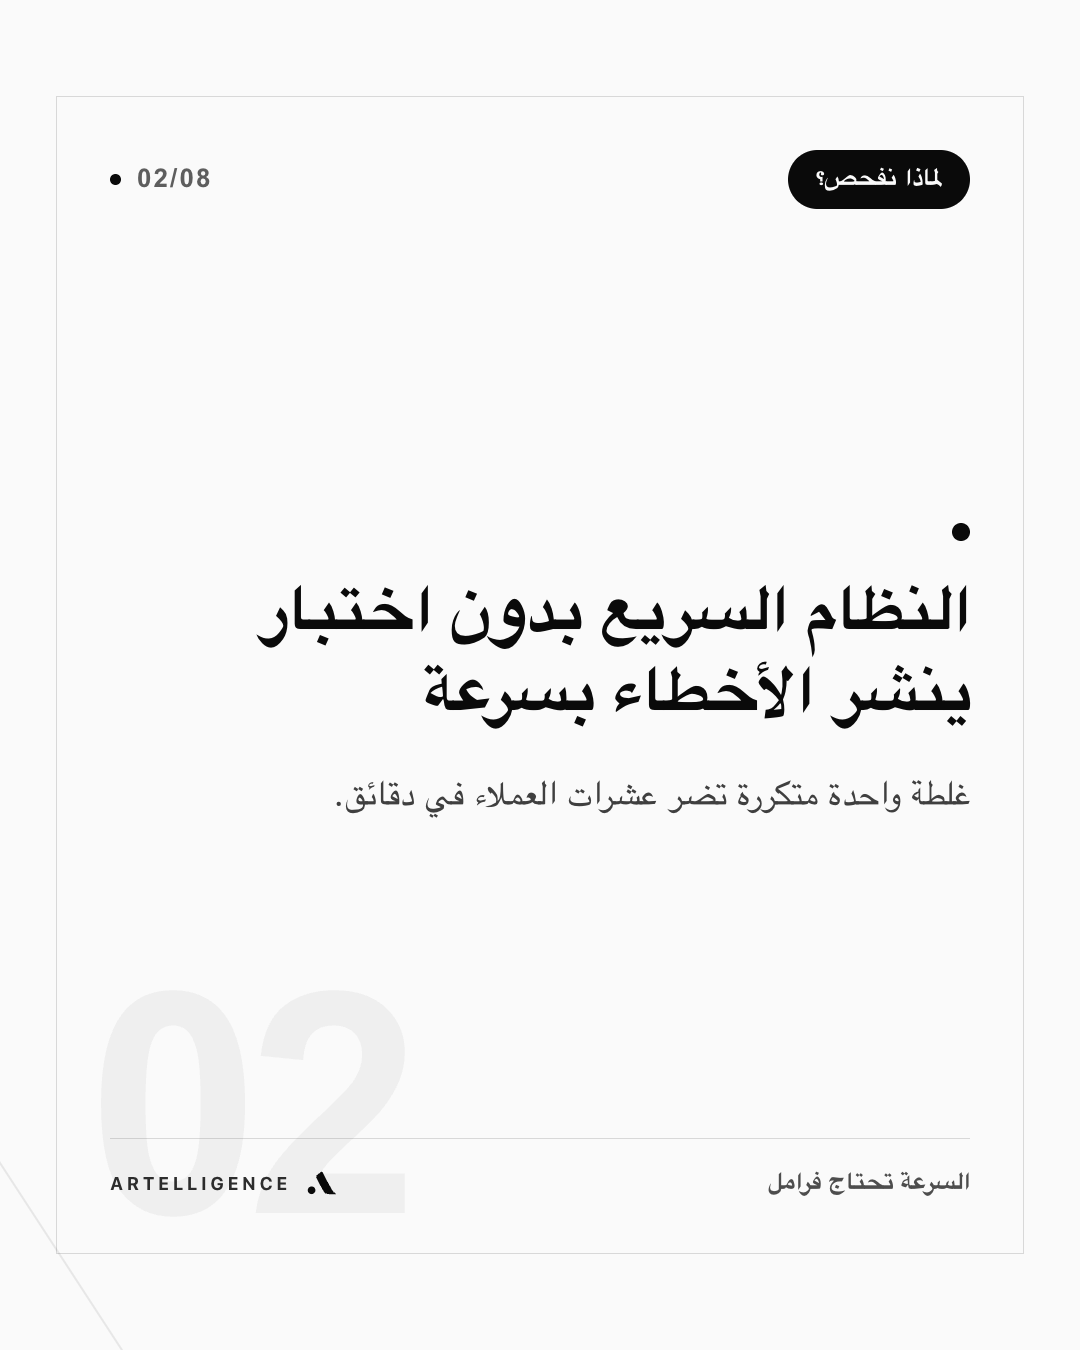 لماذا نفحص؟
02/08
النظام السريع بدون اختبار
ينشر الأخطاء بسرعة
غلطة واحدة متكررة تضر عشرات العملاء في دقائق.
02
السرعة تحتاج فرامل
ARTELLIGENCE